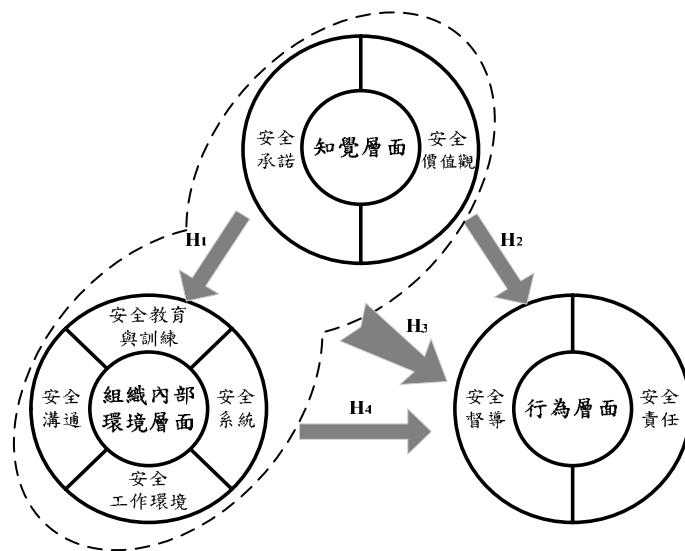 安全
承諾
知覺層面
安全
價值觀
H1
H2
安全教育
與訓練
安全
溝通
組織內部
環境層面
安全
系統
安全
工作環境
H3
H4
安全
督導
行為層面
安全
責任